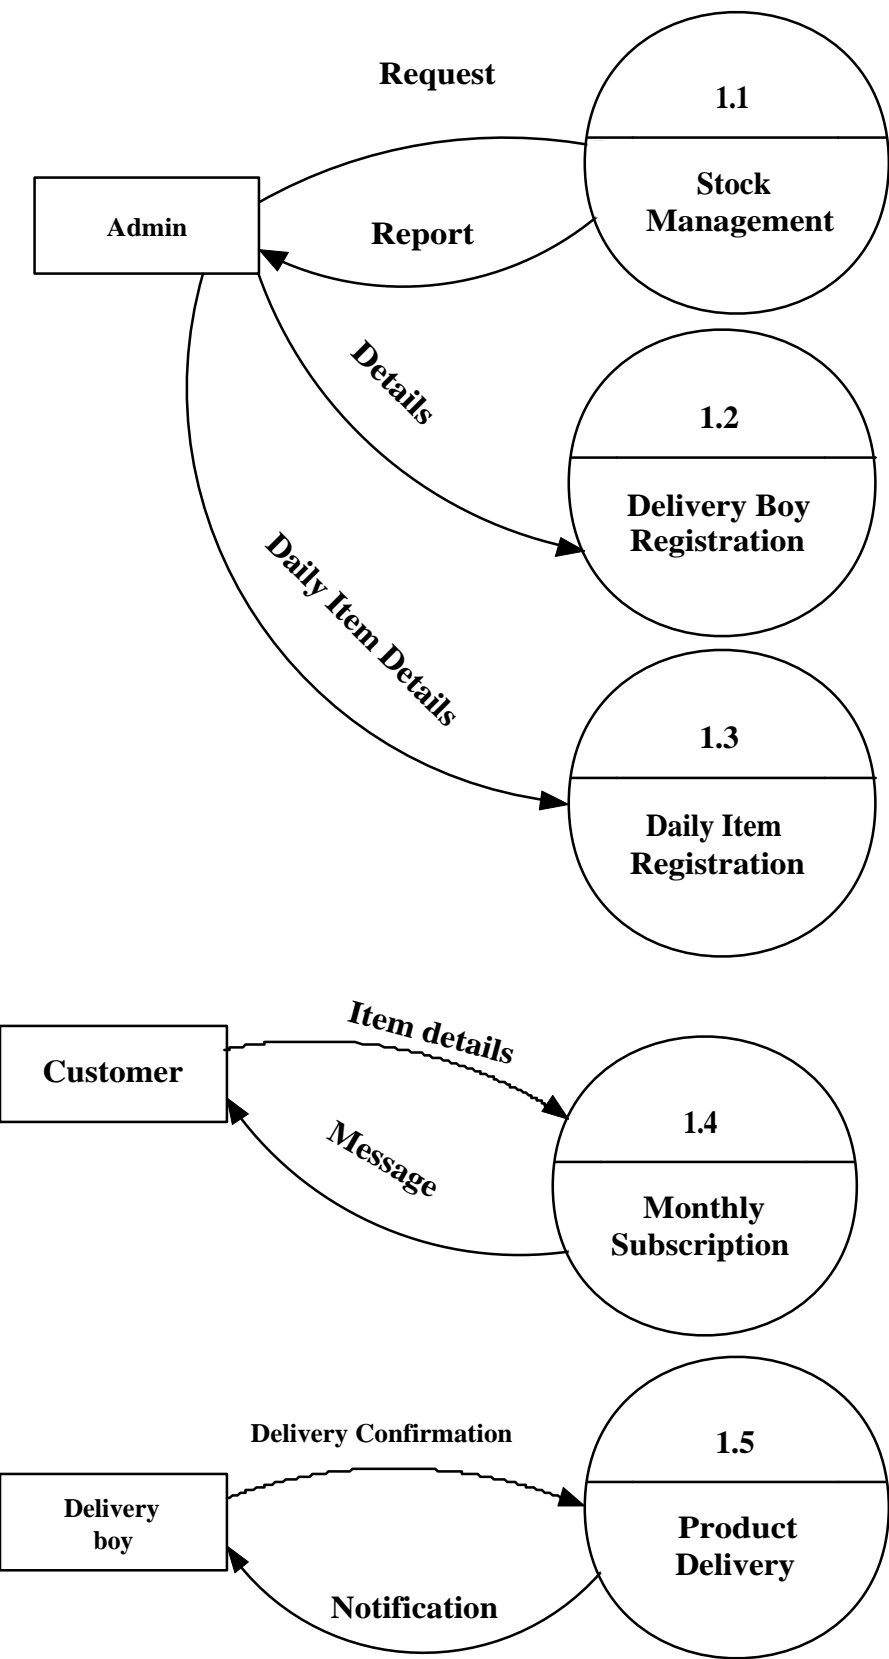 Request
1.1
Stock
Management
Admin
Report
Details
1.2
Delivery Boy
Registration
Daily Item Details
1.3
Daily Item
Registration
Item details
Customer
1.4
Message
Monthly
Subscription
Delivery Confirmation
1.5
Delivery
boy
Product
Delivery
Notification